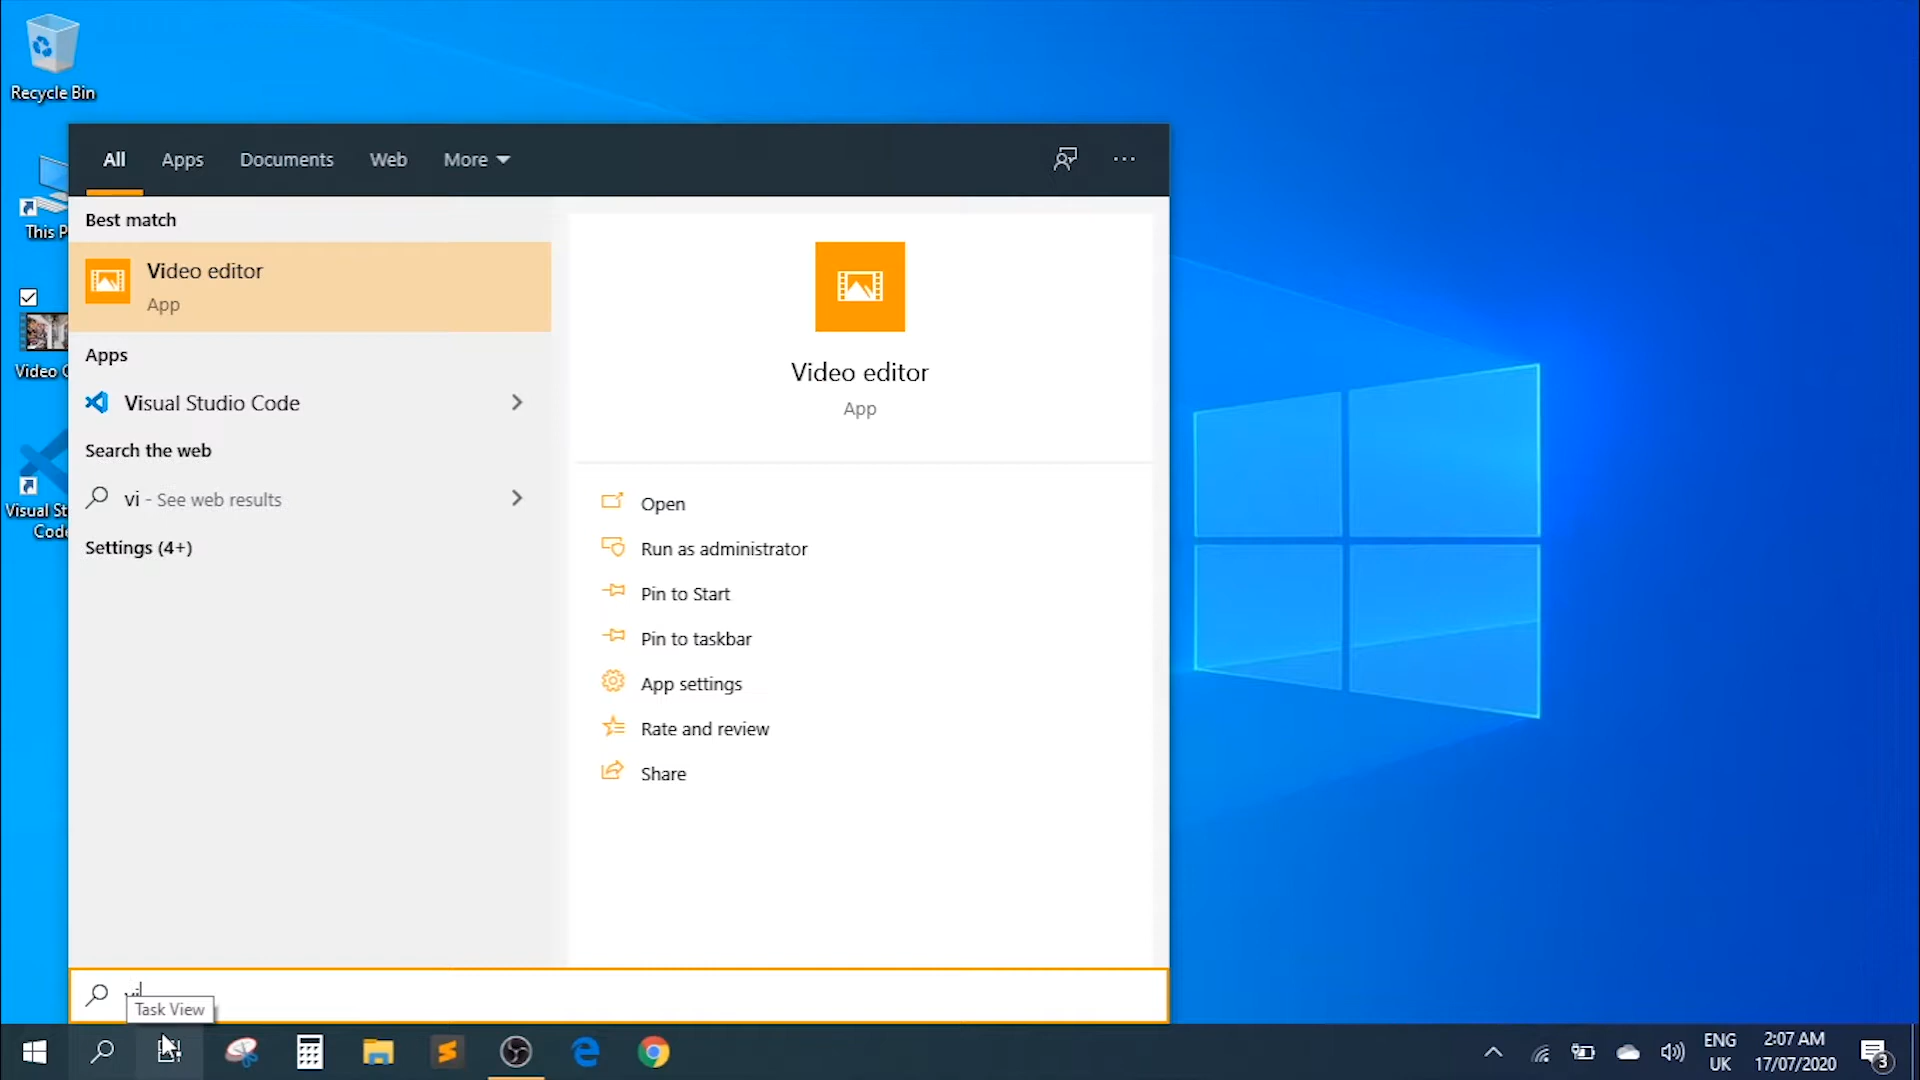 Recycle Bin
All
Apps
Documents
Web
More
Best match
Video editor
App
Apps
Visual Studio Code
Search the web
vi - See web results
Settings (4+)
Video editor
App
Open
Run as administrator
Pin to Start
Pin to taskbar
App settings
Rate and review
Share
This P
Video
Visual St
Code
vi
Task View
ENG
UK
2:07 AM
17/07/2020
3